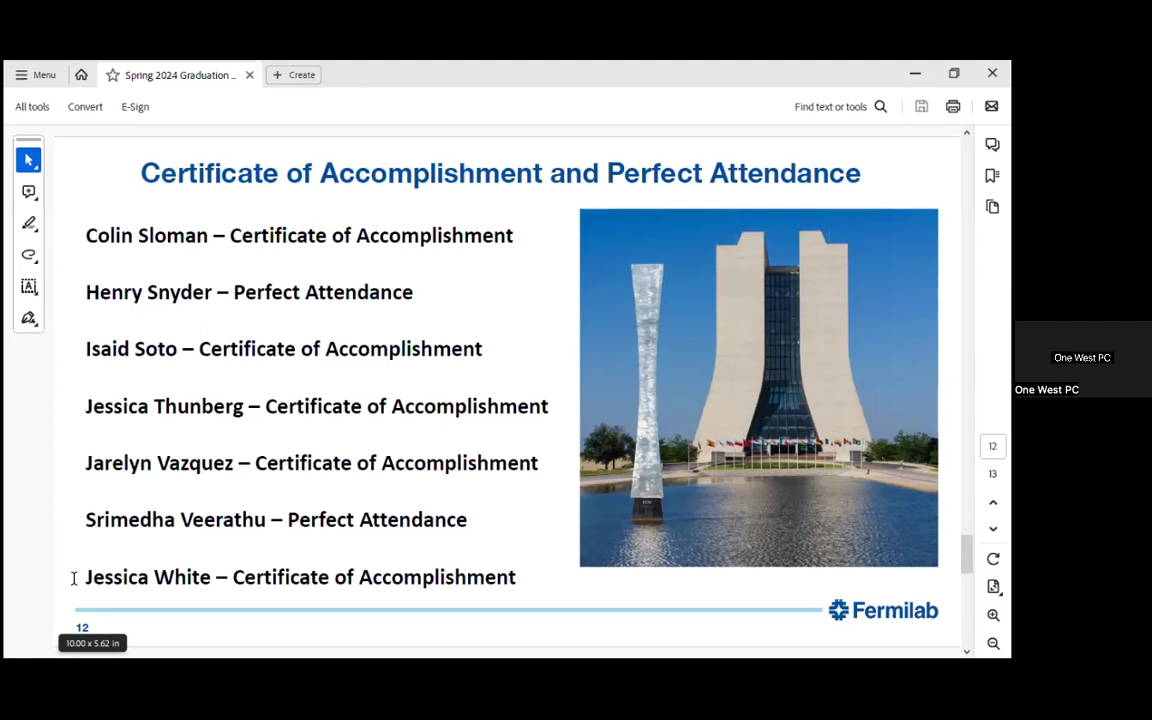 Menu
Spring 2024 Graduation ...
Create
All tools
Convert
E-Sign
Find text or tools
Certificate of Accomplishment and Perfect Attendance
Colin Sloman – Certificate of Accomplishment
Henry Snyder – Perfect Attendance
Isaid Soto – Certificate of Accomplishment
Jessica Thunberg – Certificate of Accomplishment
Jarelyn Vazquez – Certificate of Accomplishment
Srimedha Veerathu – Perfect Attendance
Jessica White – Certificate of Accomplishment
Fermilab
12
10.00 x 5.62 in
12
13
One West PC
One West PC